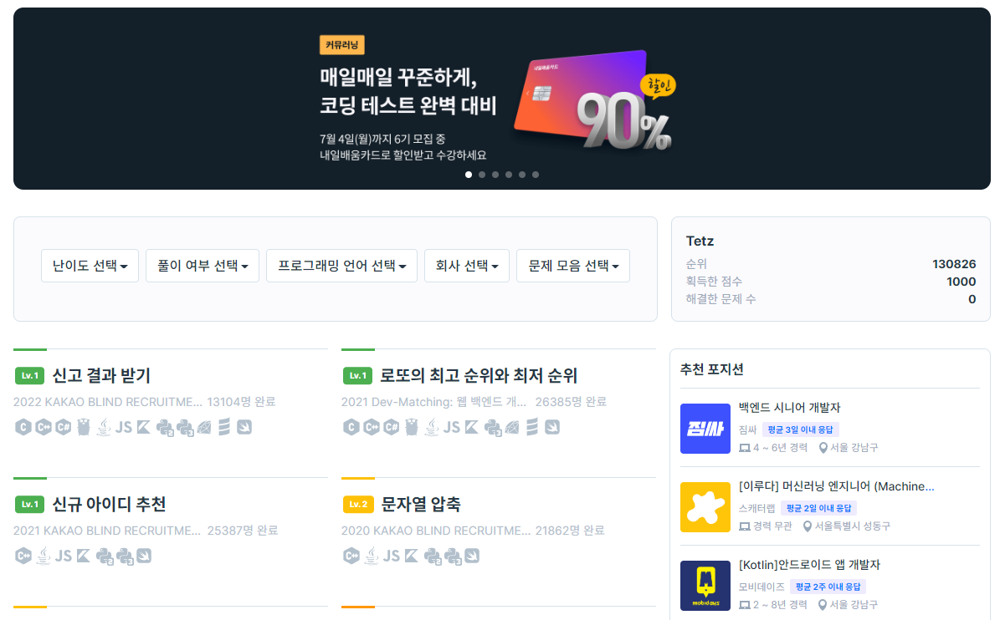 커뮤러닝
매일매일 꾸준하게,
코딩 테스트 완벽 대비
7월 4일(월)까지 6기 모집 중
내일배움카드로 할인받고 수강하세요
내일배움카드
할인
90%
난이도 선택
풀이 여부 선택
프로그래밍 언어 선택
회사 선택
문제 모음 선택
Tetz
순위 130826
획득한 점수 1000
해결한 문제 수 0
Lv. 1 신고 결과 받기
2022 KAKAO BLIND RECRUITME... 13104명 완료
C C++ C# JS 2 3
Lv. 1 로또의 최고 순위와 최저 순위
2021 Dev-Matching: 웹 백엔드 개... 26385명 완료
C C++ C# JS 3
Lv. 1 신규 아이디 추천
2021 KAKAO BLIND RECRUITME... 25387명 완료
C++ JS 2 3
Lv. 2 문자열 압축
2020 KAKAO BLIND RECRUITME... 21862명 완료
C++ JS 2 3
추천 포지션
짐싸
백엔드 시니어 개발자
짐싸 평균 3일 이내 응답
4 ~ 6년 경력 서울 강남구
[이루다] 머신러닝 엔지니어 (Machine...
스캐터랩 평균 2일 이내 응답
경력 무관 서울특별시 성동구
M
mobidays
[Kotlin]안드로이드 앱 개발자
모비데이즈 평균 2주 이내 응답
2 ~ 8년 경력 서울 강남구